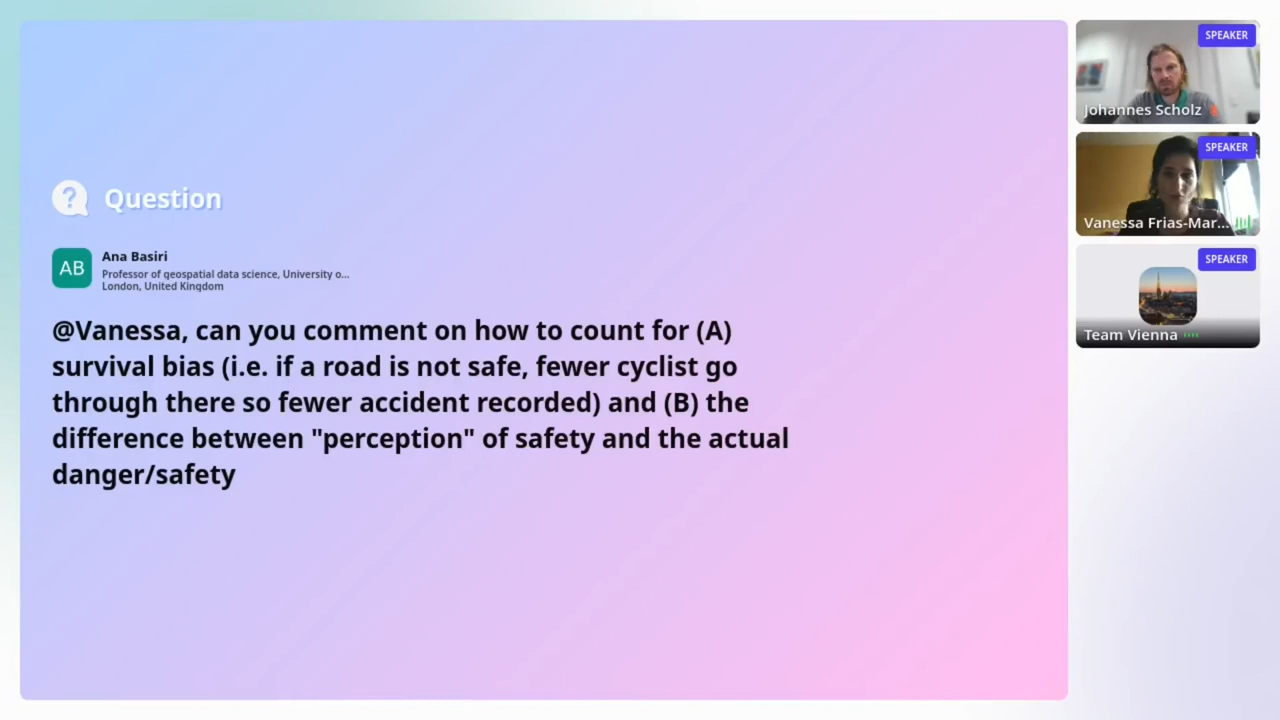 Question
AB
Ana Basiri
Professor of geospatial data science, University o...
London, United Kingdom
@Vanessa, can you comment on how to count for (A)
survival bias (i.e. if a road is not safe, fewer cyclist go
through there so fewer accident recorded) and (B) the
difference between "perception" of safety and the actual
danger/safety
SPEAKER
Johannes Scholz
SPEAKER
Vanessa Frias-Mar...
SPEAKER
Team Vienna